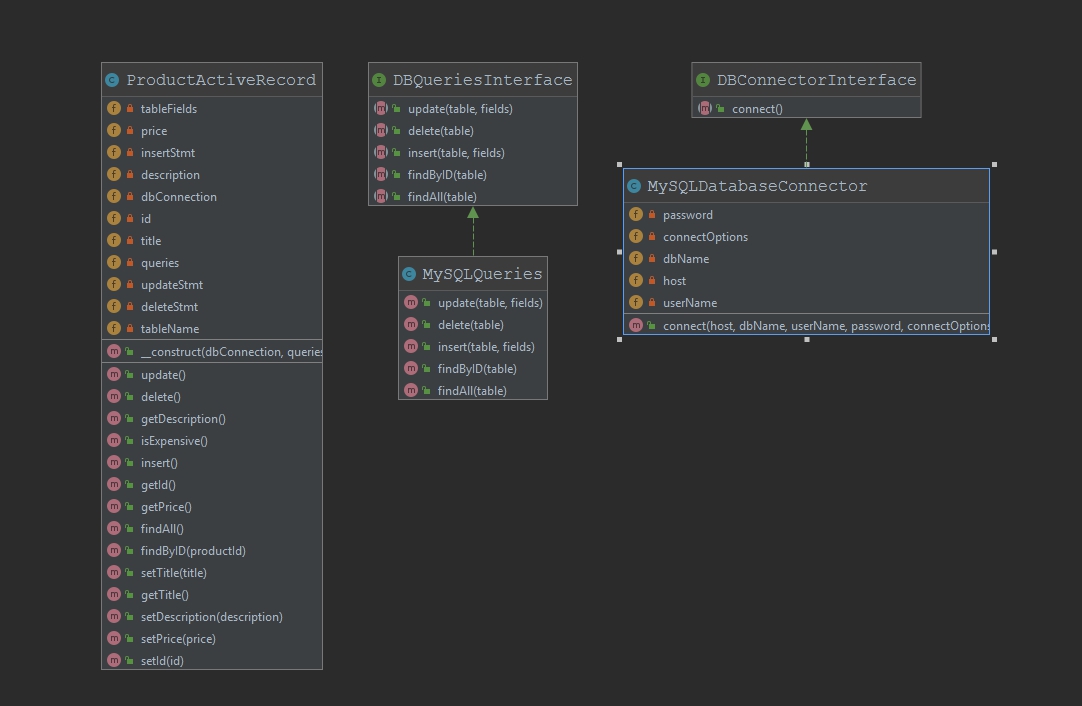 ProductActiveRecord
tableFields
price
insertStmt
description
dbConnection
id
title
queries
updateStmt
deleteStmt
tableName
__construct(dbConnection, queries
update()
delete()
getDescription()
isExpensive()
insert()
getId()
getPrice()
findAll()
findByID(productId)
setTitle(title)
getTitle()
setDescription(description)
setPrice(price)
setId(id)
DBQueriesInterface
update(table, fields)
delete(table)
insert(table, fields)
findByID(table)
findAll(table)
MySQLQueries
update(table, fields)
delete(table)
insert(table, fields)
findByID(table)
findAll(table)
DBConnectorInterface
connect()
MySQLDatabaseConnector
password
connectOptions
dbName
host
userName
connect(host, dbName, userName, password, connectOptions